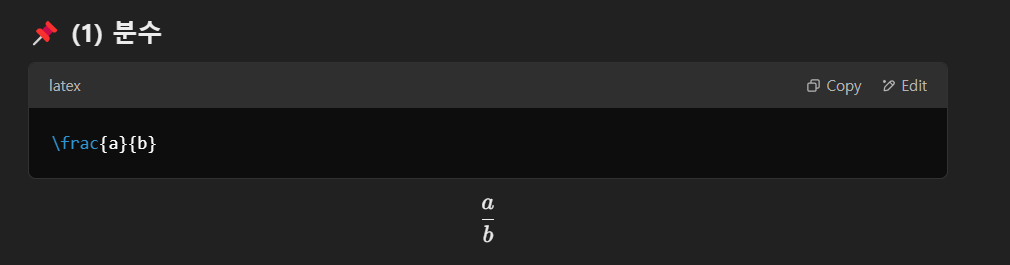 📌 (1) 분수
latex
Copy Edit
\frac{a}{b}
a
b